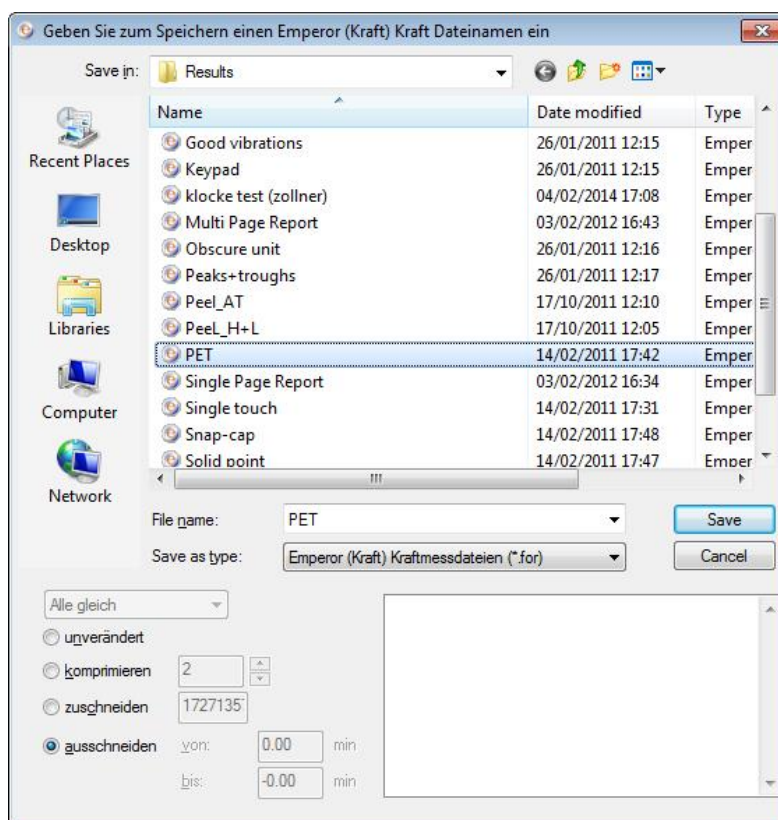 Geben Sie zum Speichern einen Emperor (Kraft) Kraft Dateinamen ein
Save in: Results
Name Date modified Type
Good vibrations 26/01/2011 12:15 Emper
Keypad 26/01/2011 12:15 Emper
klocke test (zollner) 04/02/2014 17:08 Emper
Multi Page Report 03/02/2012 16:43 Emper
Obscure unit 26/01/2011 12:16 Emper
Peaks+troughs 26/01/2011 12:17 Emper
Peel_AT 17/10/2011 12:10 Emper
PeeL_H+L 17/10/2011 12:05 Emper
PET 14/02/2011 17:42 Emper
Single Page Report 03/02/2012 16:34 Emper
Single touch 14/02/2011 17:31 Emper
Snap-cap 14/02/2011 17:48 Emper
Solid point 14/02/2011 17:47 Emper
Recent Places
Desktop
Libraries
Computer
Network
File name: PET Save
Save as type: Emperor (Kraft) Kraftmessdateien (*.for) Cancel
Alle gleich
unverändert
komprimieren 2
zuschneiden 1727135
ausschneiden von: 0.00 min
bis: -0.00 min